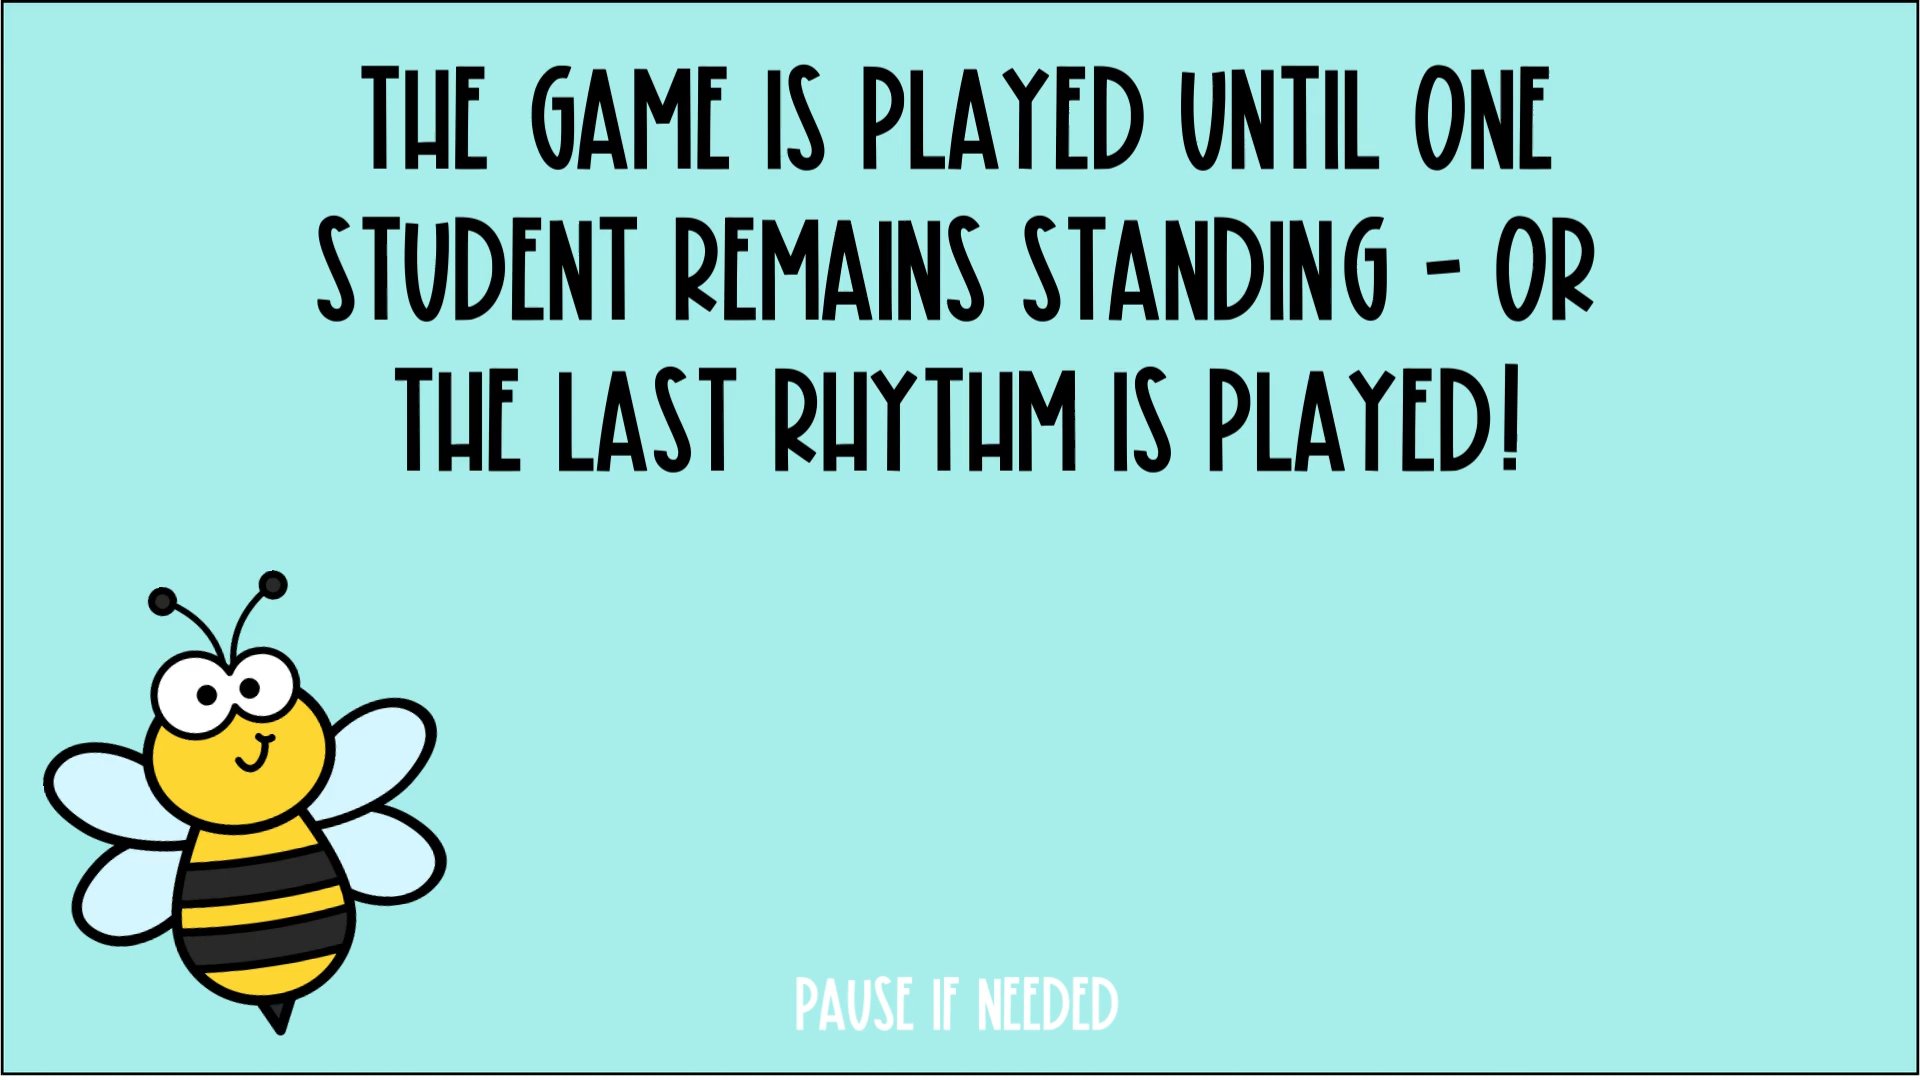 THE GAME IS PLAYED UNTIL ONE
STUDENT REMAINS STANDING - OR
THE LAST RHYTHM IS PLAYED!
PAUSE IF NEEDED